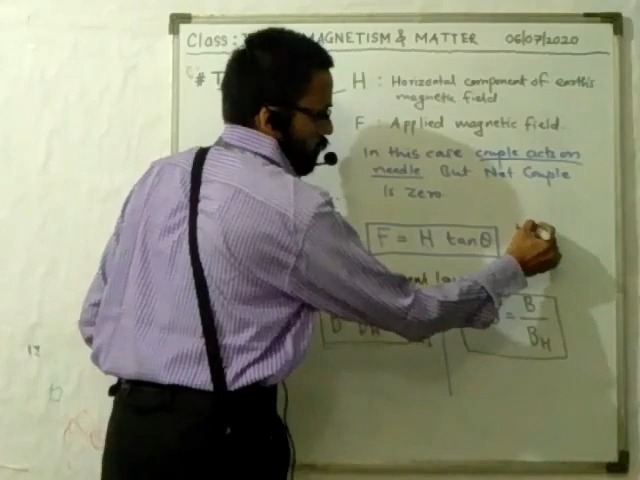 Class: MAGNETISM & MATTER 06/07/2020
# T H : Horizontal component of earth's
magnetic field
F : Applied magnetic field.
In this case couple act on
needle But Net Couple
Is zero
F = H tanθ
B
= B / B_H